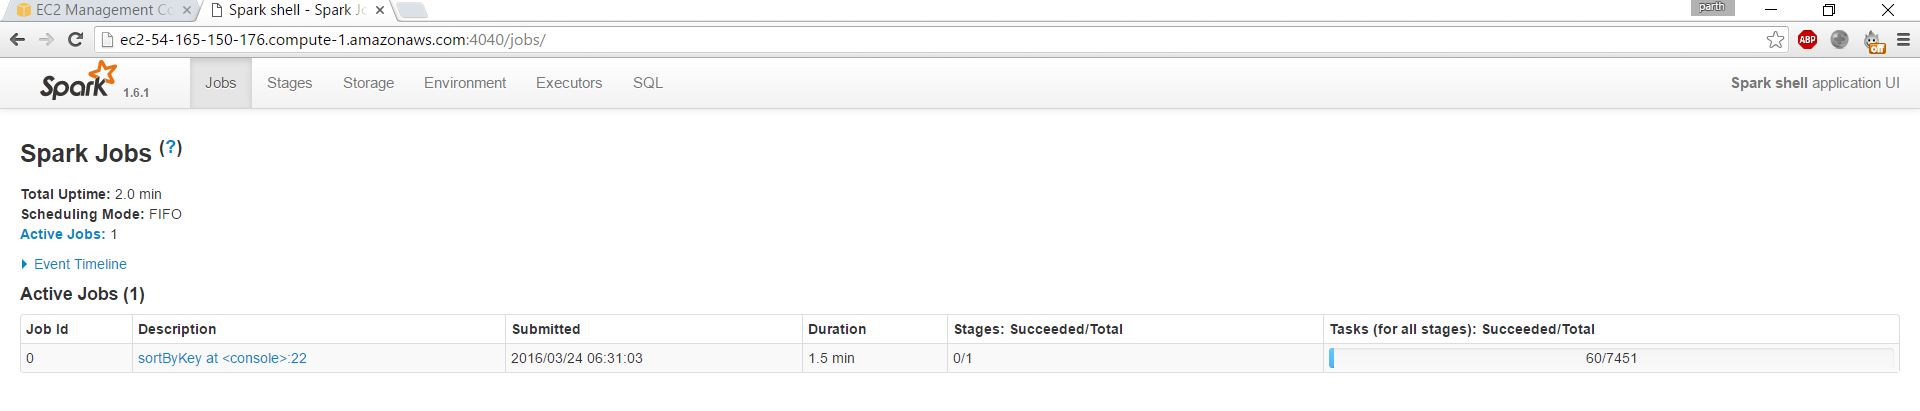 EC2 Management Co
Spark shell - Spark Jo
parth
ec2-54-165-150-176.compute-1.amazonaws.com:4040/jobs/
ABP
off
Spark 1.6.1 Jobs Stages Storage Environment Executors SQL Spark shell application UI
Spark Jobs (?)
Total Uptime: 2.0 min
Scheduling Mode: FIFO
Active Jobs: 1
Event Timeline
Active Jobs (1)
Job Id Description Submitted Duration Stages: Succeeded/Total Tasks (for all stages): Succeeded/Total
0 sortByKey at <console>:22 2016/03/24 06:31:03 1.5 min 0/1 60/7451